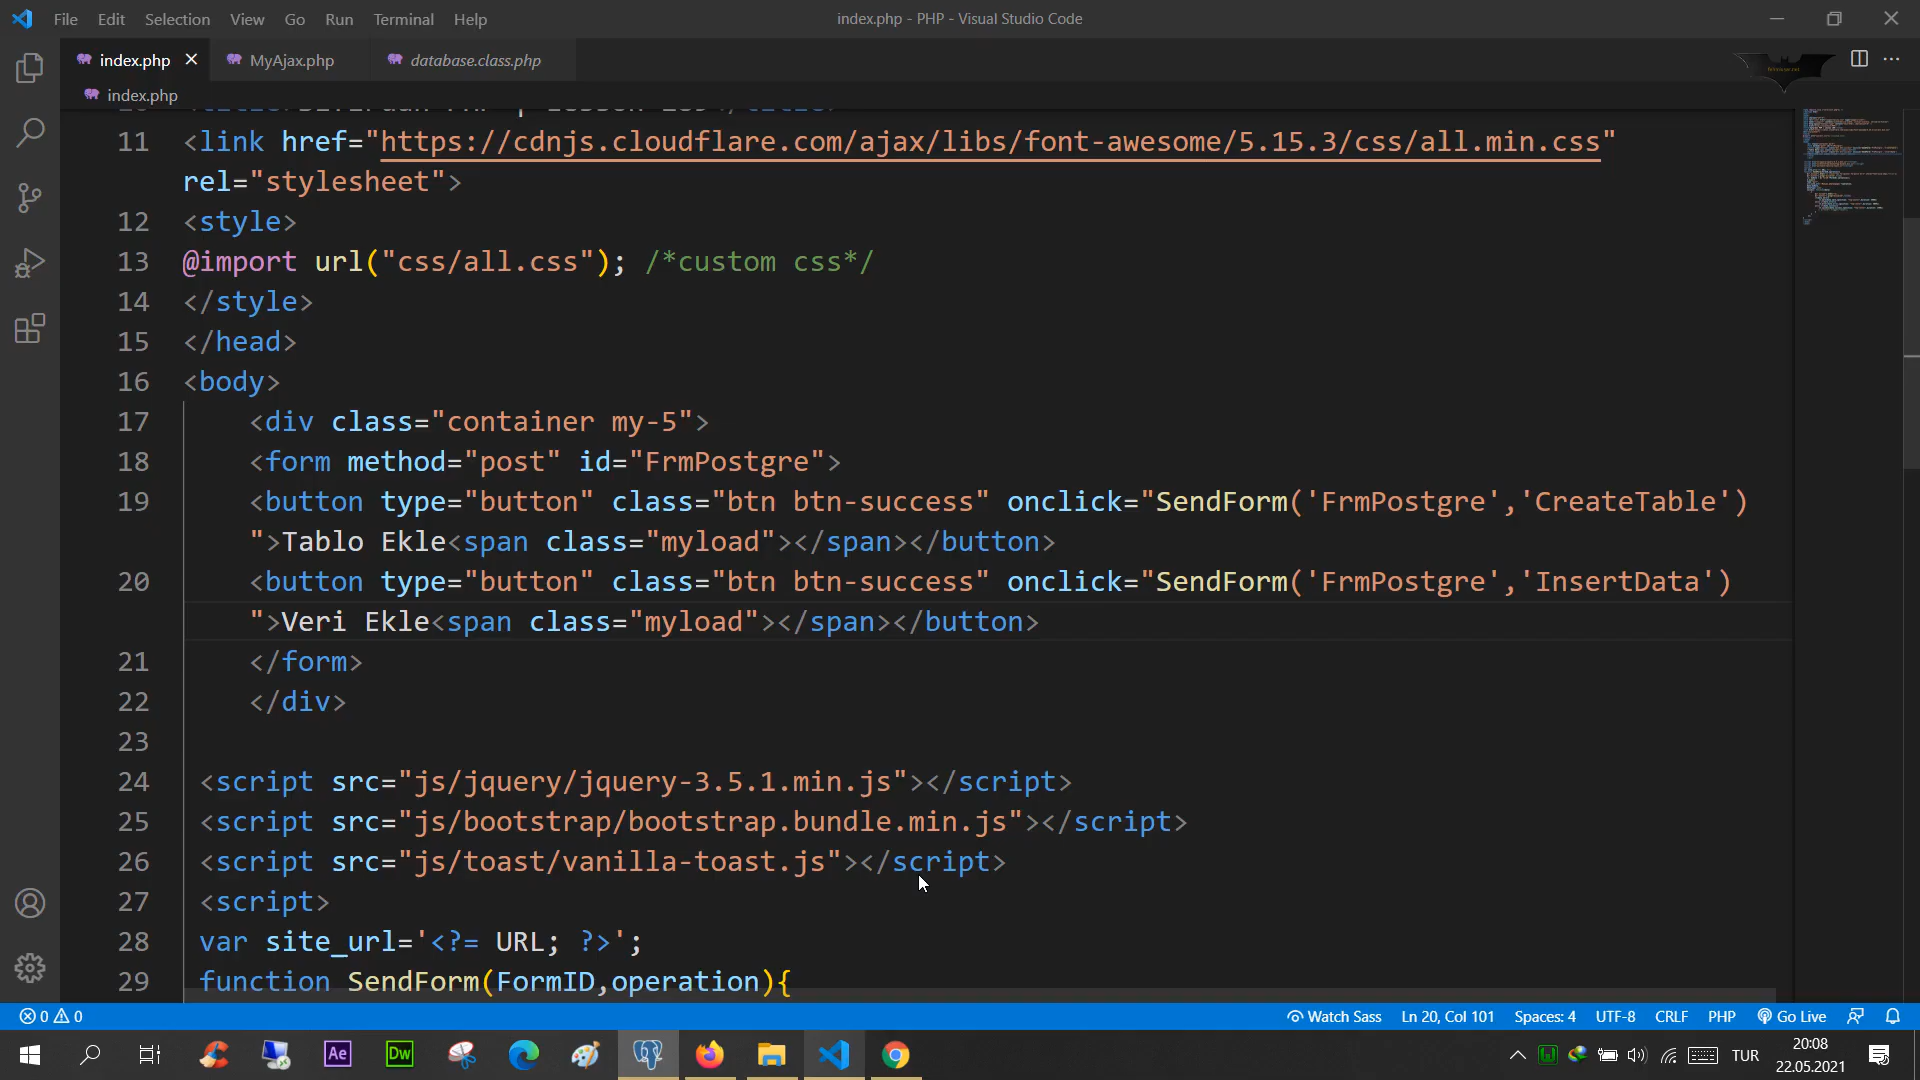 File Edit Selection View Go Run Terminal Help
index.php - PHP - Visual Studio Code
index.php MyAjax.php database.class.php
index.php
11 <link href="https://cdnjs.cloudflare.com/ajax/libs/font-awesome/5.15.3/css/all.min.css"
rel="stylesheet">
12 <style>
13 @import url("css/all.css"); /*custom css*/
14 </style>
15 </head>
16 <body>
17 <div class="container my-5">
18 <form method="post" id="FrmPostgre">
19 <button type="button" class="btn btn-success" onclick="SendForm('FrmPostgre','CreateTable')
">Tablo Ekle<span class="myload"></span></button>
20 <button type="button" class="btn btn-success" onclick="SendForm('FrmPostgre','InsertData')
">Veri Ekle<span class="myload"></span></button>
21 </form>
22 </div>
23
24 <script src="js/jquery/jquery-3.5.1.min.js"></script>
25 <script src="js/bootstrap/bootstrap.bundle.min.js"></script>
26 <script src="js/toast/vanilla-toast.js"></script>
27 <script>
28 var site_url='<?= URL; ?>';
29 function SendForm(FormID,operation){
0 0 Watch Sass Ln 20, Col 101 Spaces: 4 UTF-8 CRLF PHP Go Live
Ae Dw TUR 20:08
22.05.2021